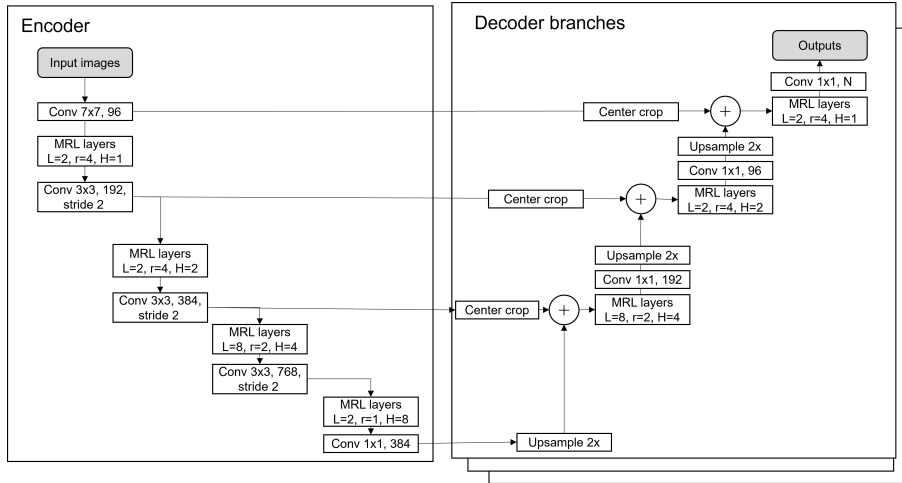 Encoder
Input images
Conv 7x7, 96
MRL layers
L=2, r=4, H=1
Conv 3x3, 192,
stride 2
MRL layers
L=2, r=4, H=2
Conv 3x3, 384,
stride 2
MRL layers
L=8, r=2, H=4
Conv 3x3, 768,
stride 2
MRL layers
L=2, r=1, H=8
Conv 1x1, 384
Decoder branches
Outputs
Conv 1x1, N
MRL layers
L=2, r=4, H=1
Center crop
+
Upsample 2x
Conv 1x1, 96
MRL layers
L=2, r=4, H=2
Center crop
+
Upsample 2x
Conv 1x1, 192
MRL layers
L=8, r=2, H=4
Center crop
+
Upsample 2x